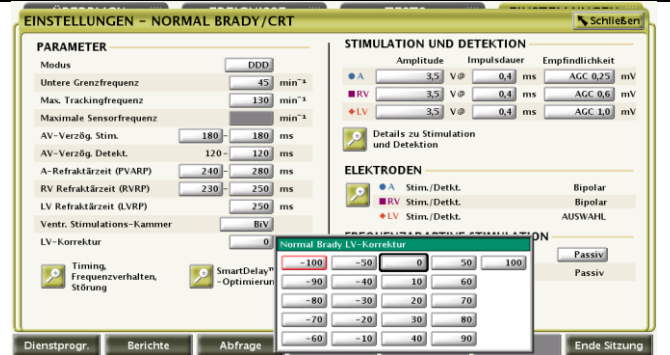 EINSTELLUNGEN - NORMAL BRADY/CRT
Schließen
PARAMETER
Modus DDD
Untere Grenzfrequenz 45 min⁻¹
Max. Trackingfrequenz 130 min⁻¹
Maximale Sensorfrequenz min⁻¹
AV-Verzög. Stim. 180 - 180 ms
AV-Verzög. Detekt. 120 - 120 ms
A-Refraktärzeit (PVARP) 240 - 280 ms
RV Refraktärzeit (RVRP) 230 - 250 ms
LV Refraktärzeit (LVRP) 250 ms
Ventr. Stimulations-Kammer BiV
LV-Korrektur 0
Timing,
Frequenzverhalten,
Störung
SmartDelay™
-Optimierun
STIMULATION UND DETEKTION
Amplitude Impulsdauer Empfindlichkeit
A 3,5 V@ 0,4 ms AGC 0,25 mV
RV 3,5 V@ 0,4 ms AGC 0,6 mV
LV 3,5 V@ 0,4 ms AGC 1,0 mV
Details zu Stimulation
und Detektion
ELEKTRODEN
A Stim./Detkt. Bipolar
RV Stim./Detkt. Bipolar
LV Stim./Detkt. AUSWAHL
FREQUENZADAPTIVE STIMULATION
Passiv
Passiv
Normal Brady LV-Korrektur
-100 -50 0 50 100
-90 -40 10 60
-80 -30 20 70
-70 -20 30 80
-60 -10 40 90
Dienstprogr. Berichte Abfrage Ende Sitzung